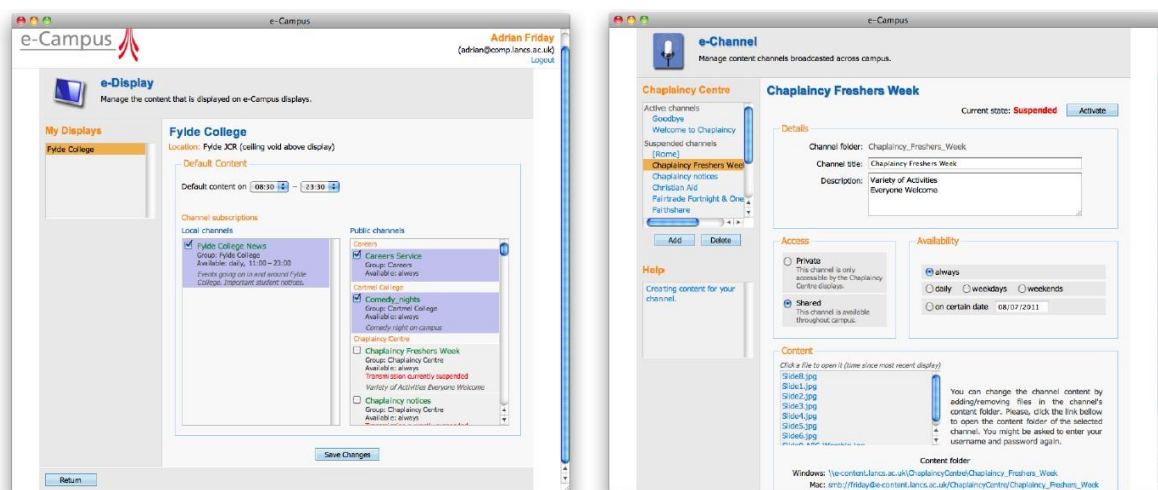 e-Campus
e-Campus
Adrian Friday
(adrian@comp.lancs.ac.uk)
Logout
e-Display
Manage the content that is displayed on e-Campus displays.
My Displays
Fylde College
Fylde College
Location: Fylde JCR (ceiling void above display)
Default Content
Default content on 08:30 – 23:30
Channel subscriptions
Local channels
Fylde College News
Group: Fylde College
Available: daily, 11:00–23:00
Events going on in and around Fylde
College. Important student notices.
Public channels
Careers
Careers Service
Group: Careers
Available: always
Cartmel College
Comedy_nights
Group: Cartmel College
Available: always
Comedy night on campus
Chaplaincy Centre
Chaplaincy Freshers Week
Group: Chaplaincy Centre
Available: always
Transmission currently suspended
Variety of Activities Everyone Welcome
Chaplaincy notices
Group: Chaplaincy Centre
Available: always
Transmission currently suspended
Save Changes
Return
e-Campus
e-Channel
Manage content channels broadcasted across campus.
Chaplaincy Centre
Active channels
Goodbye
Welcome to Chaplaincy
Suspended channels
[Rome]
Chaplaincy Freshers Wee
Chaplaincy notices
Christian Aid
Fairtrade Fortnight & One
Faithshare
Add
Delete
Help
Creating content for your
channel.
Chaplaincy Freshers Week
Current state: Suspended
Activate
Details
Channel folder: Chaplaincy_Freshers_Week
Channel title: Chaplaincy Freshers Week
Description: Variety of Activities
Everyone Welcome
Access
Private
This channel is only
accessible by the Chaplaincy
Centre displays.
Shared
This channel is available
throughout campus.
Availability
always
daily weekdays weekends
on certain date 08/07/2011
Content
Click a file to open it (time since most recent display)
Slide8.jpg
Slide1.jpg
Slide2.jpg
Slide3.jpg
Slide4.jpg
Slide5.jpg
Slide6.jpg
You can change the channel content by
adding/removing files in the channel's
content folder. Please, click the link bellow
to open the content folder of the selected
channel. You might be asked to enter your
username and password again.
Content folder
Windows: \\e-content.lancs.ac.uk\ChaplaincyCentre\Chaplaincy_Freshers_Week
Mac: smb://friday@e-content.lancs.ac.uk/ChaplaincyCentre/Chaplaincy_Freshers_Week